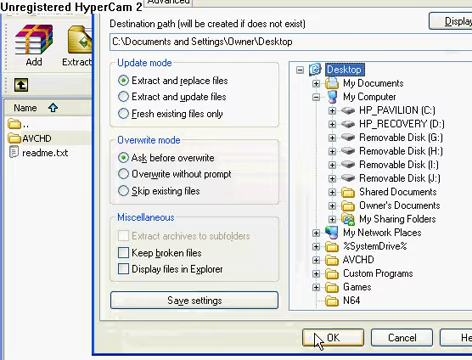 Unregistered HyperCam 2
Advanced
Destination path (will be created if does not exist)
Display
C:\Documents and Settings\Owner\Desktop
Add
Extract
Name
..
AVCHD
readme.txt
Update mode
Extract and replace files
Extract and update files
Fresh existing files only
Overwrite mode
Ask before overwrite
Overwrite without prompt
Skip existing files
Miscellaneous
Extract archives to subfolders
Keep broken files
Display files in Explorer
Save settings
Desktop
My Documents
My Computer
HP_PAVILION (C:)
HP_RECOVERY (D:)
Removable Disk (G:)
Removable Disk (H:)
Removable Disk (I:)
Removable Disk (J:)
Shared Documents
Owner's Documents
My Sharing Folders
My Network Places
%SystemDrive%
AVCHD
Custom Programs
Games
N64
OK
Cancel
He